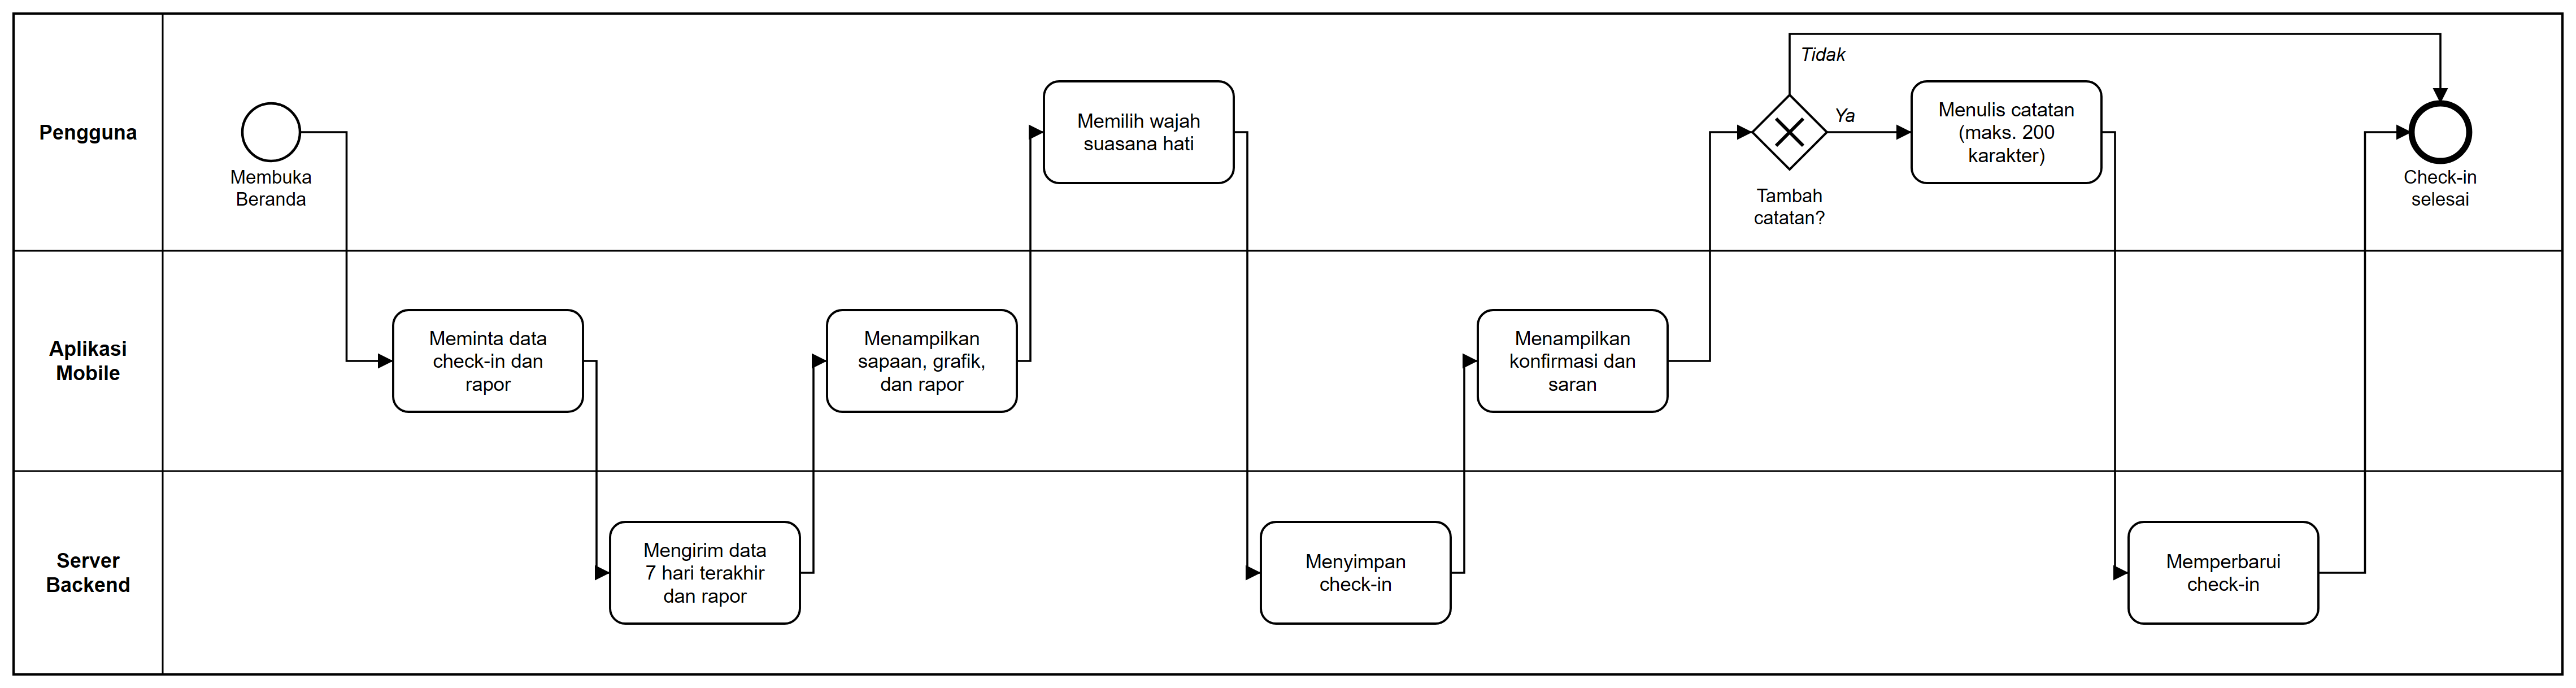 Pengguna
Membuka
Beranda
Memilih wajah
suasana hati
Tidak
Ya
Tambah
catatan?
Menulis catatan
(maks. 200
karakter)
Check-in
selesai
Aplikasi
Mobile
Meminta data
check-in dan
rapor
Menampilkan
sapaan, grafik,
dan rapor
Menampilkan
konfirmasi dan
saran
Server
Backend
Mengirim data
7 hari terakhir
dan rapor
Menyimpan
check-in
Memperbarui
check-in